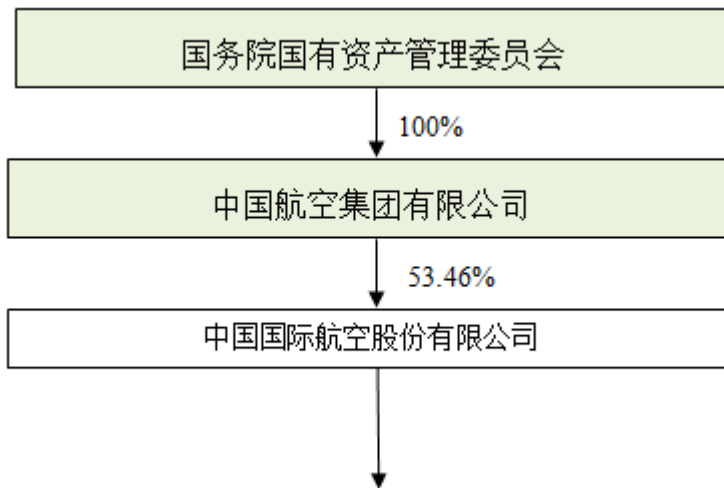 国务院国有资产管理委员会
100%
中国航空集团有限公司
53.46%
中国国际航空股份有限公司